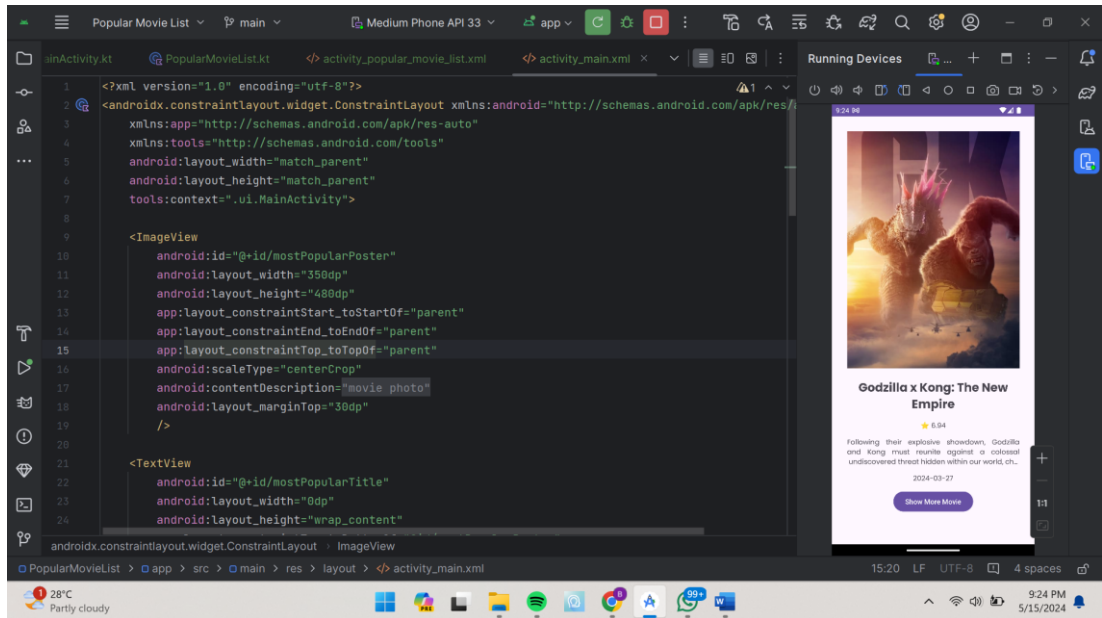 Popular Movie List
main
Medium Phone API 33
app
ainActivity.kt
PopularMovieList.kt
activity_popular_movie_list.xml
activity_main.xml
Running Devices
1 <?xml version="1.0" encoding="utf-8"?>
1
2 <androidx.constraintlayout.widget.ConstraintLayout xmlns:android="http://schemas.android.com/apk/res/a
3 xmlns:app="http://schemas.android.com/apk/res-auto"
4 xmlns:tools="http://schemas.android.com/tools"
5 android:layout_width="match_parent"
6 android:layout_height="match_parent"
7 tools:context=".ui.MainActivity">
8
9 <ImageView
10 android:id="@+id/mostPopularPoster"
11 android:layout_width="350dp"
12 android:layout_height="480dp"
13 app:layout_constraintStart_toStartOf="parent"
14 app:layout_constraintEnd_toEndOf="parent"
15 app:layout_constraintTop_toTopOf="parent"
16 android:scaleType="centerCrop"
17 android:contentDescription="movie photo"
18 android:layout_marginTop="30dp"
19 />
20
21 <TextView
22 android:id="@+id/mostPopularTitle"
23 android:layout_width="0dp"
24 android:layout_height="wrap_content"
9:24
Godzilla x Kong: The New
Empire
6.94
Following their explosive showdown, Godzilla
and Kong must reunite against a colossal
undiscovered threat hidden within our world, ch...
2024-03-27
Show More Movie
1:1
androidx.constraintlayout.widget.ConstraintLayout > ImageView
PopularMovieList > app > src > main > res > layout > activity_main.xml
15:20 LF UTF-8 4 spaces
1
28°C
Partly cloudy
PRE
99+
9:24 PM
5/15/2024